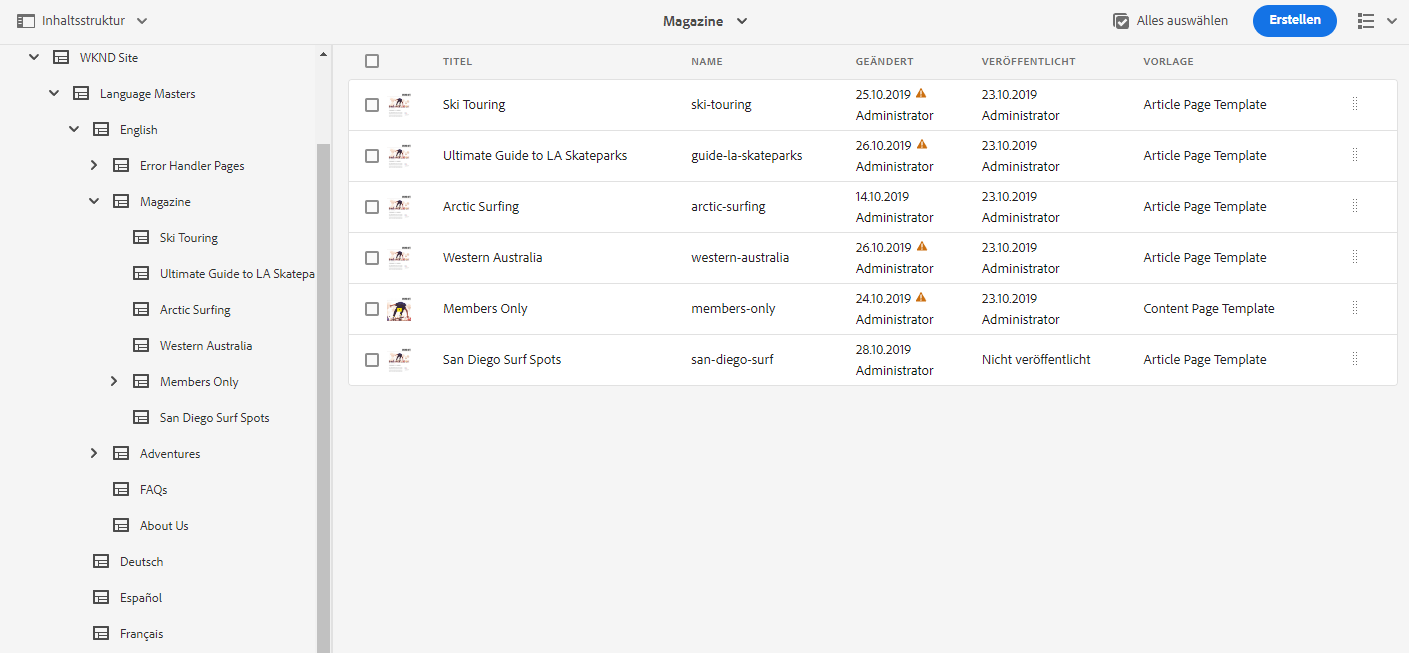 Inhaltsstruktur
Magazine
Alles auswählen
Erstellen
WKND Site
Language Masters
English
Error Handler Pages
Magazine
Ski Touring
Ultimate Guide to LA Skatepa
Arctic Surfing
Western Australia
Members Only
San Diego Surf Spots
Adventures
FAQs
About Us
Deutsch
Español
Français
TITEL NAME GEÄNDERT VERÖFFENTLICHT VORLAGE
Ski Touring ski-touring 25.10.2019 23.10.2019 Article Page Template
Administrator Administrator
Ultimate Guide to LA Skateparks guide-la-skateparks 26.10.2019 23.10.2019 Article Page Template
Administrator Administrator
Arctic Surfing arctic-surfing 14.10.2019 23.10.2019 Article Page Template
Administrator Administrator
Western Australia western-australia 26.10.2019 23.10.2019 Article Page Template
Administrator Administrator
Members Only members-only 24.10.2019 23.10.2019 Content Page Template
Administrator Administrator
San Diego Surf Spots san-diego-surf 28.10.2019 Nicht veröffentlicht Article Page Template
Administrator